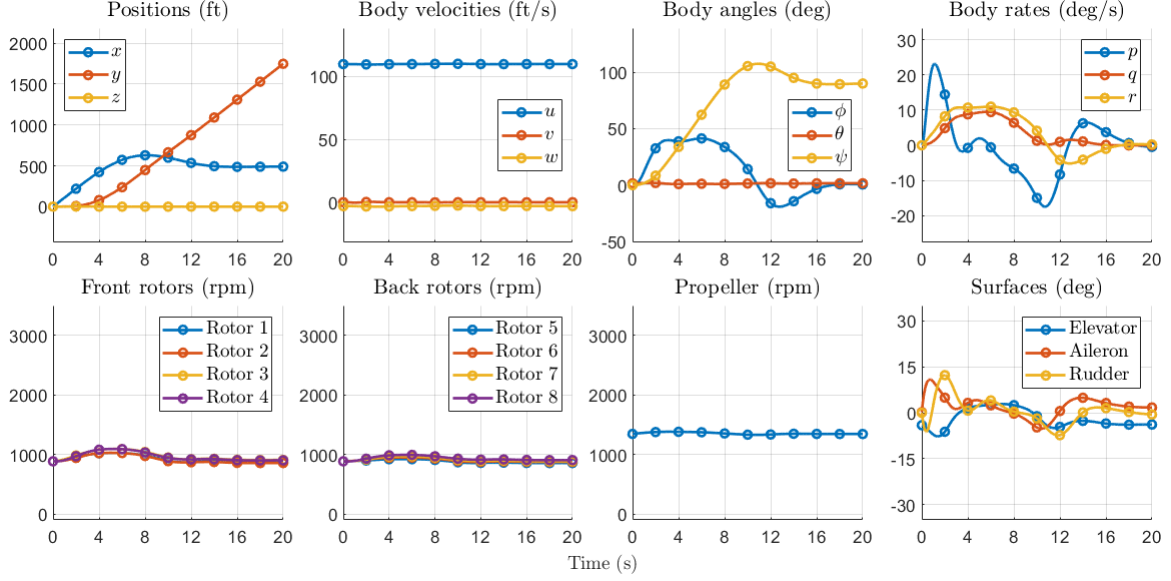 Positions (ft)
2000
1500
1000
500
0
0 4 8 12 16 20
x
y
z
Body velocities (ft/s)
100
50
0
0 4 8 12 16 20
u
v
w
Body angles (deg)
100
50
0
-50
0 4 8 12 16 20
ϕ
θ
ψ
Body rates (deg/s)
30
20
10
0
-10
-20
0 4 8 12 16 20
p
q
r
Front rotors (rpm)
3000
2000
1000
0
0 4 8 12 16 20
Rotor 1
Rotor 2
Rotor 3
Rotor 4
Back rotors (rpm)
3000
2000
1000
0
0 4 8 12 16 20
Rotor 5
Rotor 6
Rotor 7
Rotor 8
Propeller (rpm)
3000
2000
1000
0
0 4 8 12 16 20
Surfaces (deg)
30
15
0
-15
-30
0 4 8 12 16 20
Elevator
Aileron
Rudder
Time (s)